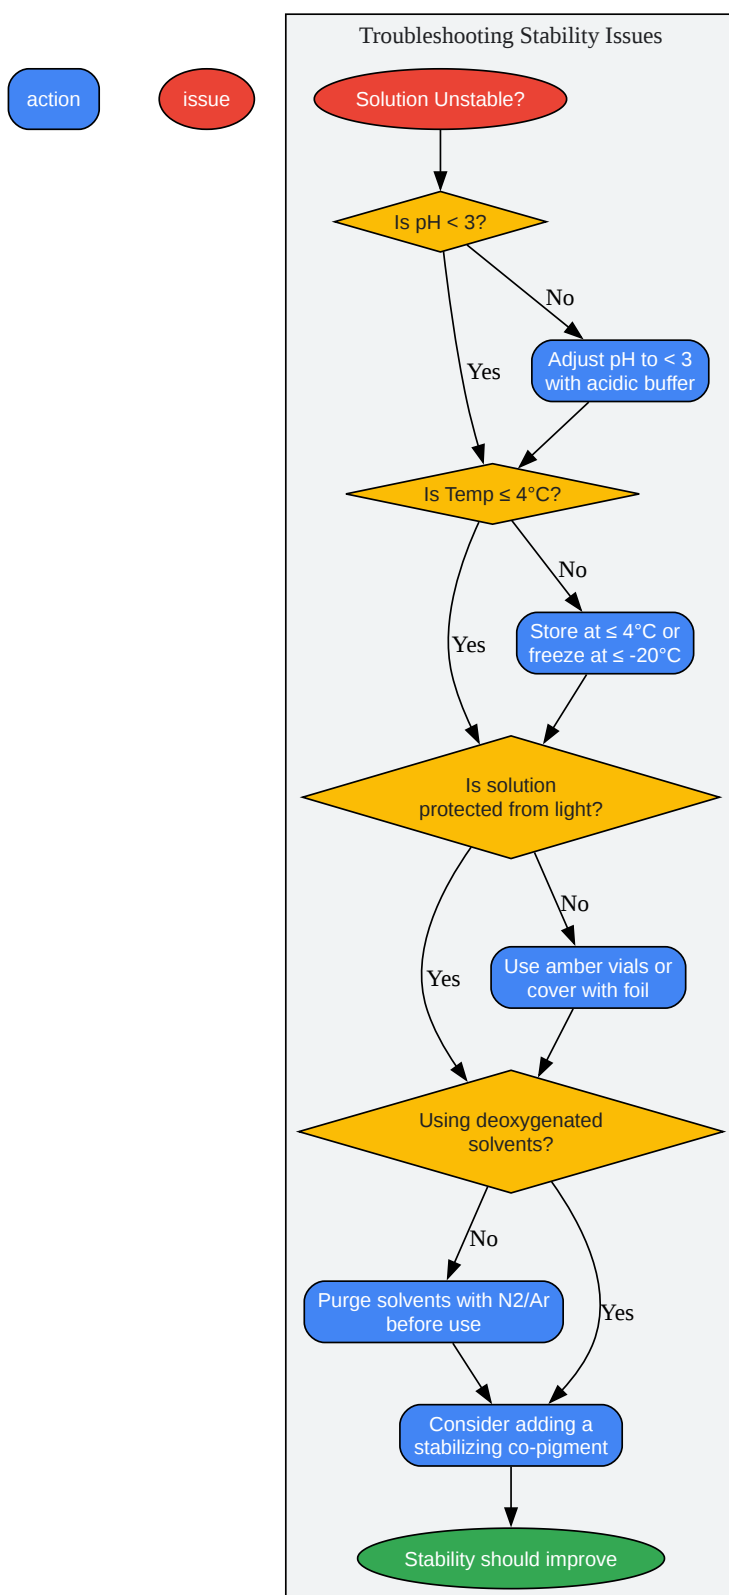 Troubleshooting Stability Issues
action
issue
Solution Unstable?
Is pH < 3?
No
Yes
Adjust pH to < 3
with acidic buffer
Is Temp ≤ 4°C?
No
Yes
Store at ≤ 4°C or
freeze at ≤ -20°C
Is solution
protected from light?
No
Yes
Use amber vials or
cover with foil
Using deoxygenated
solvents?
No
Yes
Purge solvents with N2/Ar
before use
Consider adding a
stabilizing co-pigment
Stability should improve